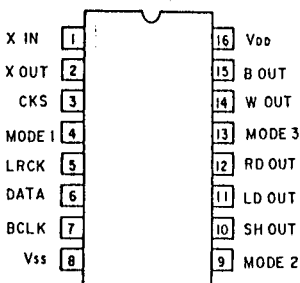 X IN 1 16 VDD
X OUT 2 15 B OUT
CKS 3 14 W OUT
MODE 1 4 13 MODE 3
LRCK 5 12 RD OUT
DATA 6 11 LD OUT
BCLK 7 10 SH OUT
Vss 8 9 MODE 2